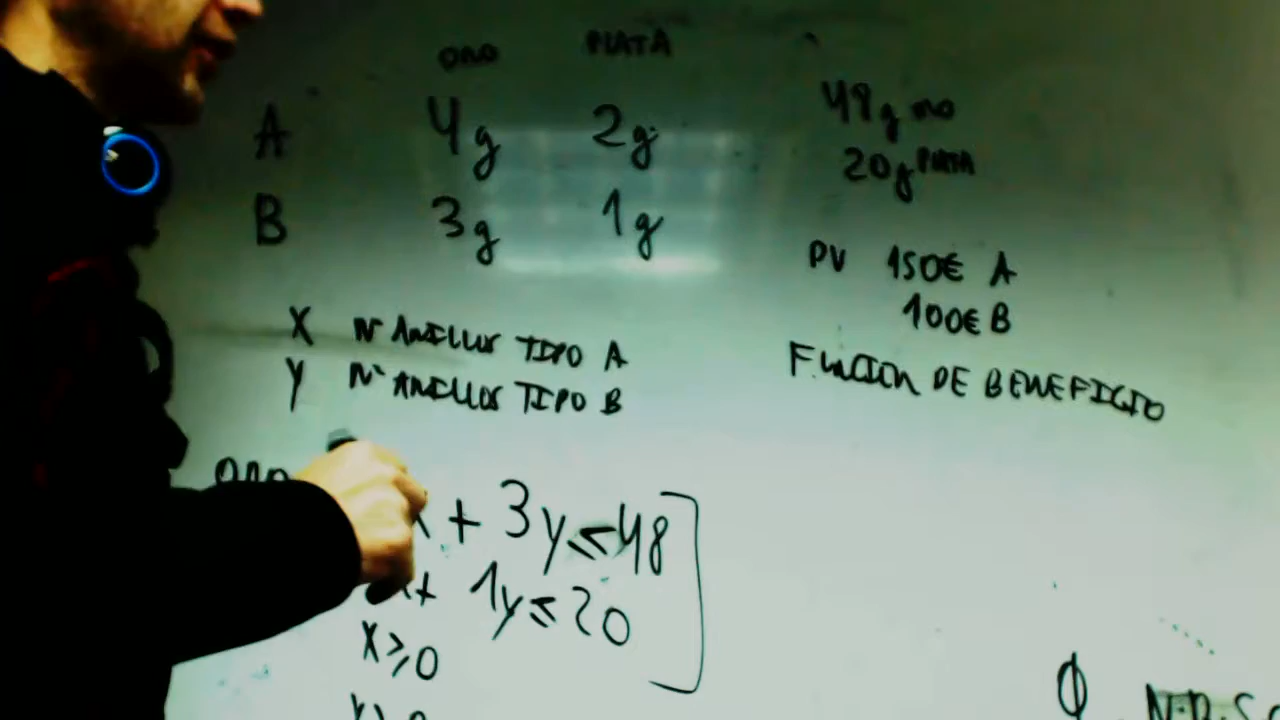 ORO PLATA
A 4g 2g 48g ORO
20g PLATA
B 3g 1g
PV 150€ A
100€ B
X Nº ANILLOS TIPO A
Y Nº ANILLOS TIPO B
FUNCION DE BENEFICIO
ORO
x + 3y ≤ 48
x + 1y ≤ 20
X ≥ 0